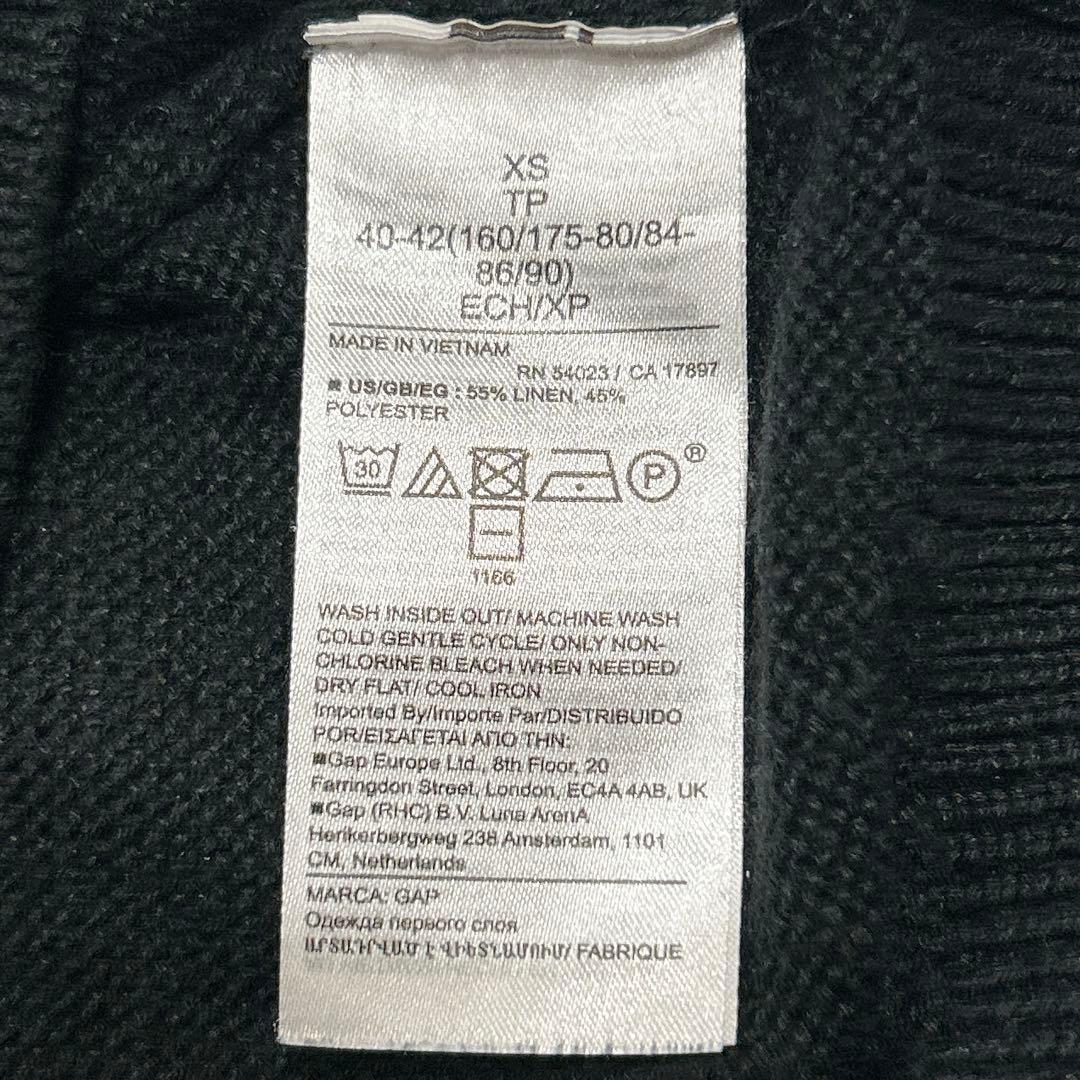 XS
TP
40-42(160/175-80/84-
86/90)
ECH/XP
MADE IN VIETNAM
RN 54023 / CA 17897
■ US/GB/EG : 55% LINEN, 45%
POLYESTER
30
P ®
1166
WASH INSIDE OUT/ MACHINE WASH
COLD GENTLE CYCLE/ ONLY NON-
CHLORINE BLEACH WHEN NEEDED/
DRY FLAT/ COOL IRON
Imported By/Importe Par/DISTRIBUIDO
POR/ΕΙΣΑΓΕΤΑΙ ΑΠΟ ΤΗΝ:
■Gap Europe Ltd., 8th Floor, 20
Farringdon Street, London, EC4A 4AB, UK
■Gap (RHC) B.V. Luna ArenA
Herikerbergweg 238 Amsterdam, 1101
CM, Netherlands
MARCA: GAP
Одежда первого слоя
ԱՐՏԱԴՐՎԱԾ Է ՎԻԵՏՆԱՄՈՒՄ/ FABRIQUE